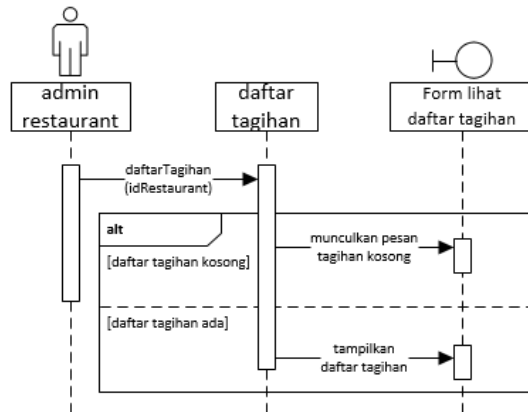 admin
restaurant
daftar
tagihan
Form lihat
daftar tagihan
daftarTagihan
(idRestaurant)
alt
[daftar tagihan kosong]
munculkan pesan
tagihan kosong
[daftar tagihan ada]
tampilkan
daftar tagihan